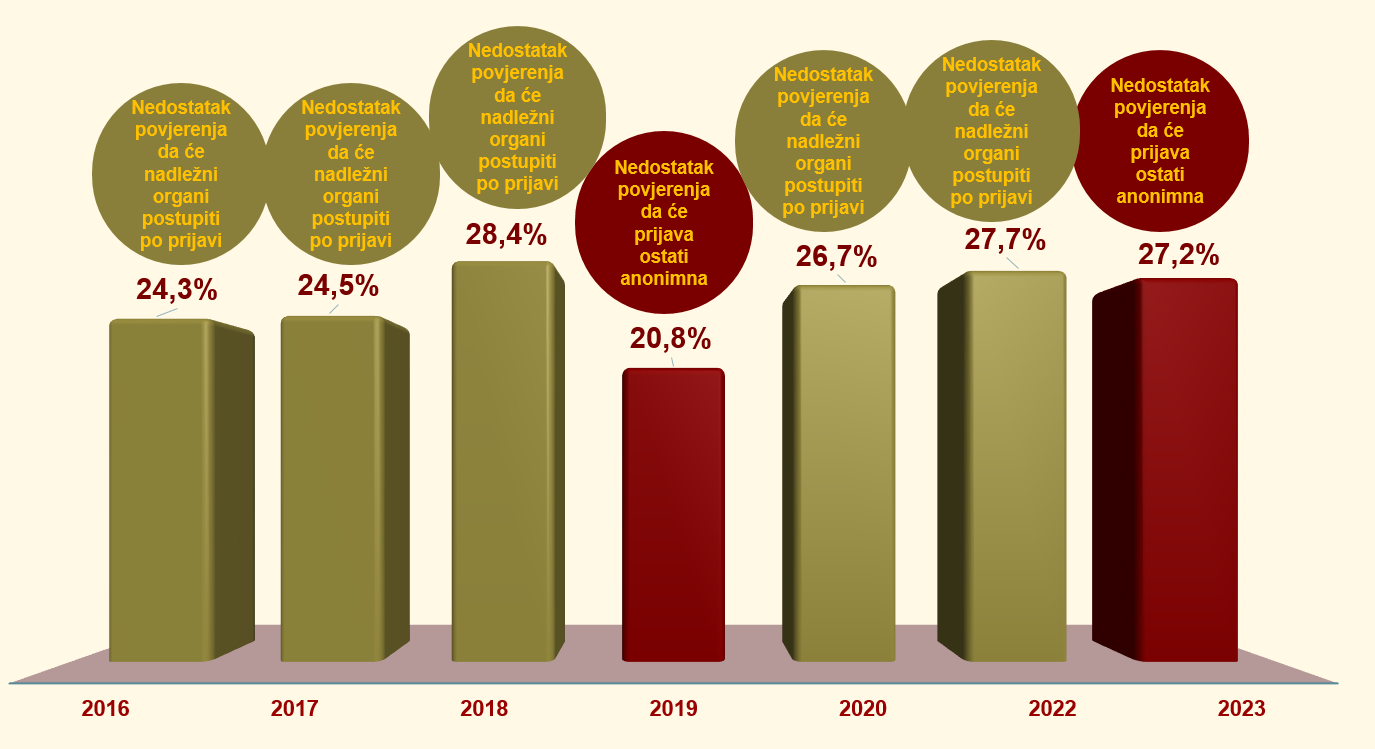 Nedostatak
povjerenja
da će
nadležni
organi
postupiti
po prijavi
24,3%
Nedostatak
povjerenja
da će
nadležni
organi
postupiti
po prijavi
24,5%
Nedostatak
povjerenja
da će
nadležni
organi
postupiti
po prijavi
28,4%
Nedostatak
povjerenja
da će
prijava
ostati
anonimna
20,8%
Nedostatak
povjerenja
da će
nadležni
organi
postupiti
po prijavi
26,7%
Nedostatak
povjerenja
da će
nadležni
organi
postupiti
po prijavi
27,7%
Nedostatak
povjerenja
da će
prijava
ostati
anonimna
27,2%
2016
2017
2018
2019
2020
2022
2023